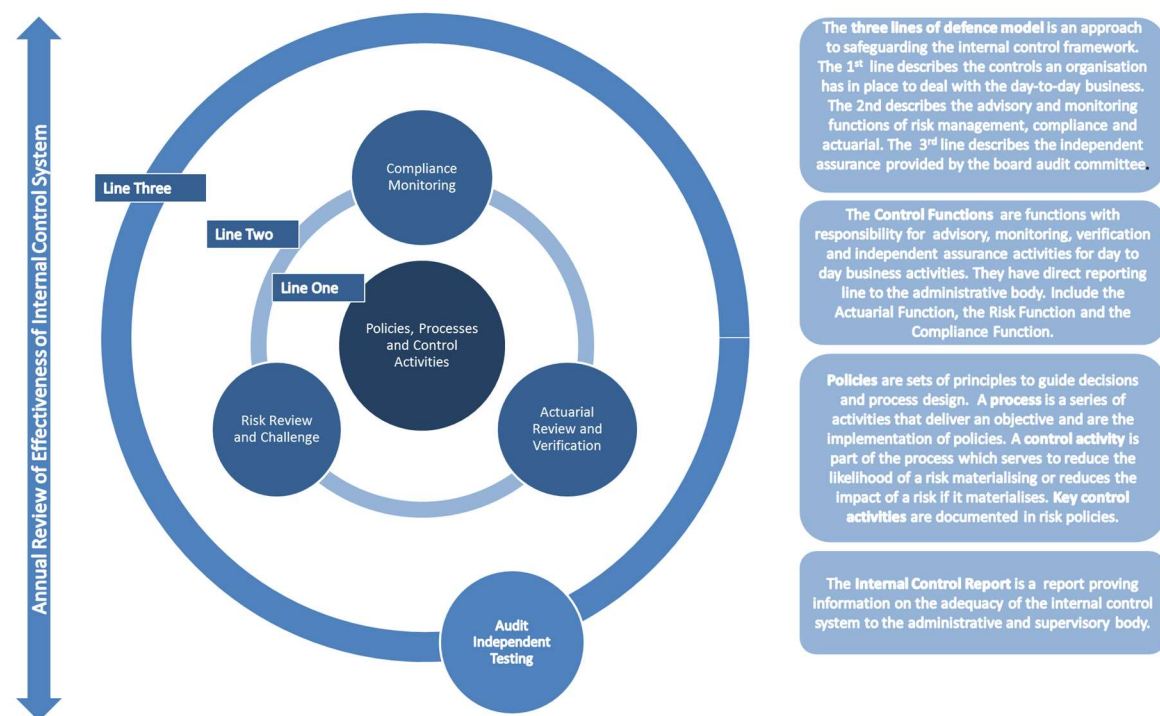 Annual Review of Effectiveness of Internal Control System
Line Three
Line Two
Line One
Compliance
Monitoring
Policies, Processes
and Control
Activities
Risk Review
and Challenge
Actuarial
Review and
Verification
Audit
Independent
Testing
The three lines of defence model is an approach
to safeguarding the internal control framework.
The 1st line describes the controls an organisation
has in place to deal with the day-to-day business.
The 2nd describes the advisory and monitoring
functions of risk management, compliance and
actuarial. The 3rd line describes the independent
assurance provided by the board audit committee.
The Control Functions are functions with
responsibility for advisory, monitoring, verification
and independent assurance activities for day to
day business activities. They have direct reporting
line to the administrative body. Include the
Actuarial Function, the Risk Function and the
Compliance Function.
Policies are sets of principles to guide decisions
and process design. A process is a series of
activities that deliver an objective and are the
implementation of policies. A control activity is
part of the process which serves to reduce the
likelihood of a risk materialising or reduces the
impact of a risk if it materialises. Key control
activities are documented in risk policies.
The Internal Control Report is a report proving
information on the adequacy of the internal control
system to the administrative and supervisory body.